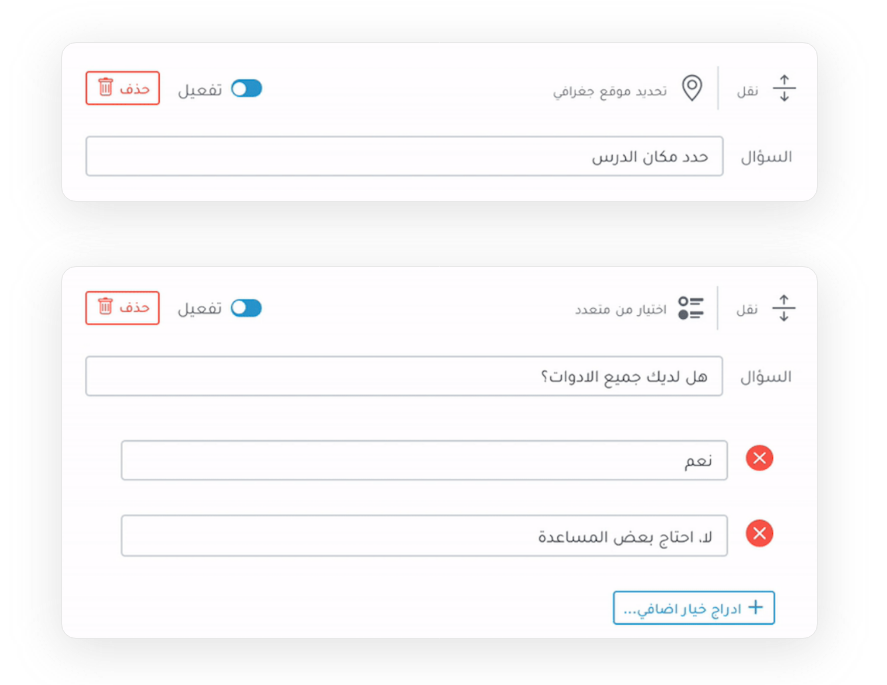 نقل تحديد موقع جغرافي تفعيل حذف
السؤال حدد مكان الدرس
نقل اختيار من متعدد تفعيل حذف
السؤال هل لديك جميع الادوات؟
نعم
لا، احتاج بعض المساعدة
+ ادراج خيار اضافي...